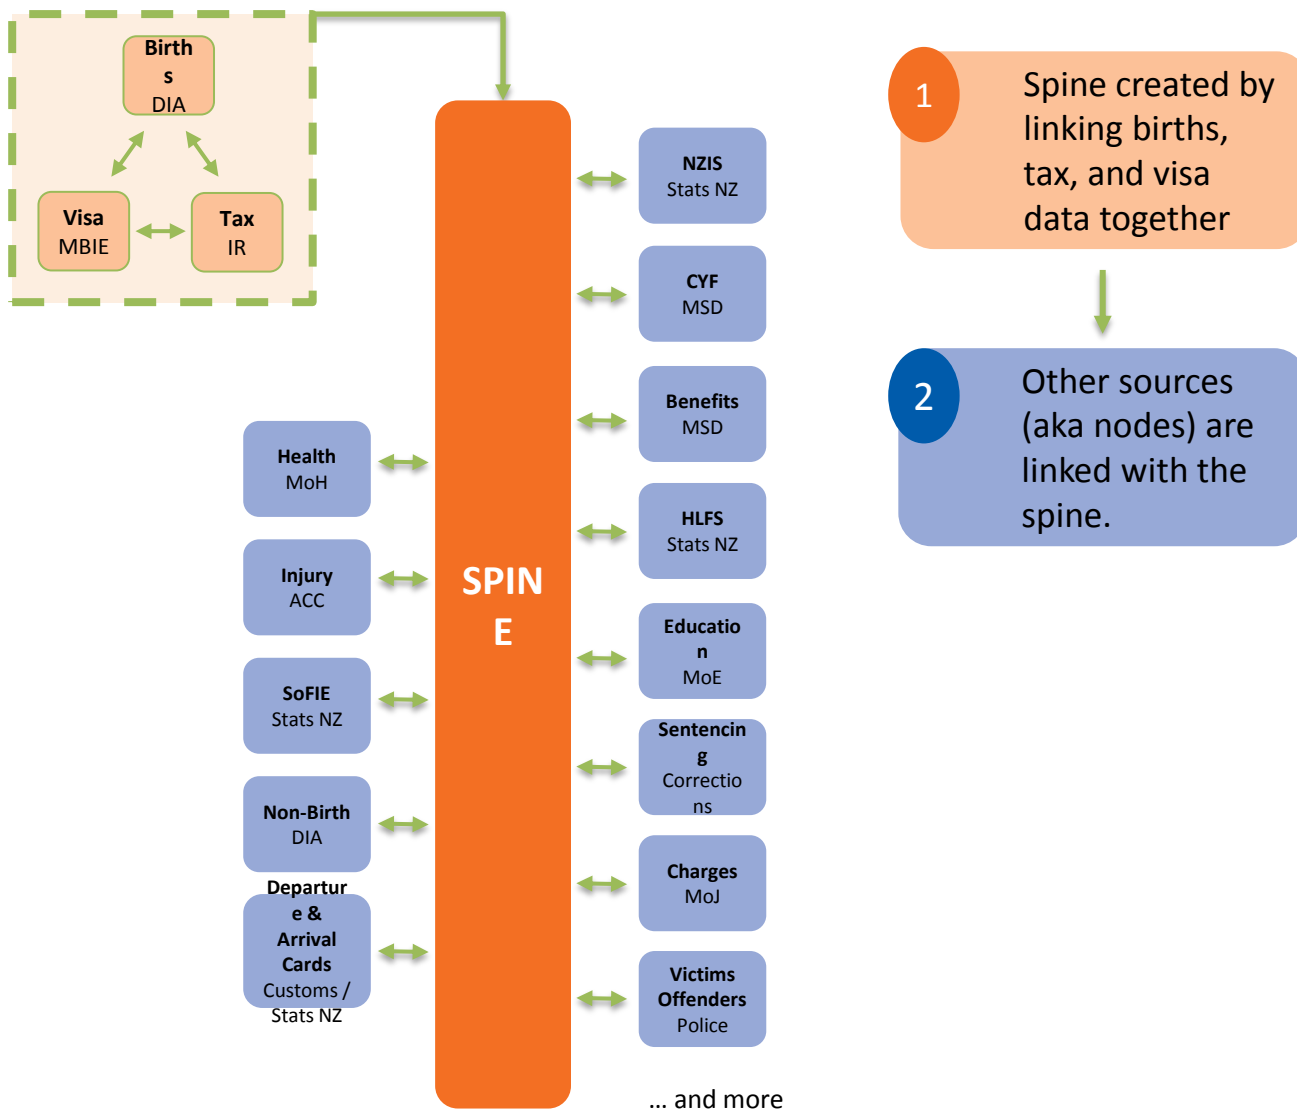 Birth
s
DIA
Visa
MBIE
Tax
IR
SPIN
E
Health
MoH
Injury
ACC
SoFIE
Stats NZ
Non-Birth
DIA
Departur
e &
Arrival
Cards
Customs /
Stats NZ
NZIS
Stats NZ
CYF
MSD
Benefits
MSD
HLFS
Stats NZ
Educatio
n
MoE
Sentencin
g
Correctio
ns
Charges
MoJ
Victims
Offenders
Police
... and more
1
Spine created by
linking births,
tax, and visa
data together
2
Other sources
(aka nodes) are
linked with the
spine.